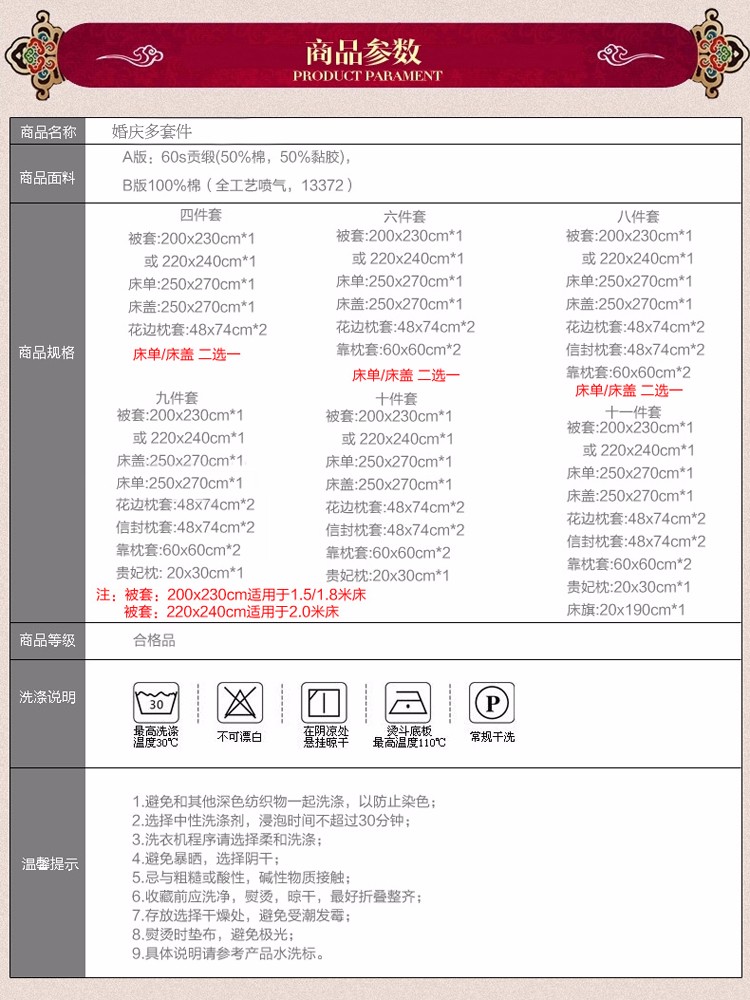 商品参数
PRODUCT PARAMENT
商品名称
婚庆多套件
商品面料
A版：60s贡缎(50%棉，50%黏胶)，
B版100%棉（全工艺喷气，13372）
商品规格
四件套
被套:200x230cm*1
或 220x240cm*1
床单:250x270cm*1
床盖:250x270cm*1
花边枕套:48x74cm*2
床单/床盖 二选一
六件套
被套:200x230cm*1
或 220x240cm*1
床单:250x270cm*1
床盖:250x270cm*1
花边枕套:48x74cm*2
靠枕套:60x60cm*2
床单/床盖 二选一
八件套
被套:200x230cm*1
或 220x240cm*1
床单:250x270cm*1
床盖:250x270cm*1
花边枕套:48x74cm*2
信封枕套:48x74cm*2
靠枕套:60x60cm*2
床单/床盖 二选一
九件套
被套:200x230cm*1
或 220x240cm*1
床盖:250x270cm*1
床单:250x270cm*1
花边枕套:48x74cm*2
信封枕套:48x74cm*2
靠枕套:60x60cm*2
贵妃枕: 20x30cm*1
十件套
被套:200x230cm*1
或 220x240cm*1
床单:250x270cm*1
床盖:250x270cm*1
花边枕套:48x74cm*2
信封枕套:48x74cm*2
靠枕套:60x60cm*2
贵妃枕:20x30cm*1
十一件套
被套:200x230cm*1
或 220x240cm*1
床单:250x270cm*1
床盖:250x270cm*1
花边枕套:48x74cm*2
信封枕套:48x74cm*2
靠枕套:60x60cm*2
贵妃枕:20x30cm*1
床旗:20x190cm*1
注：被套：200x230cm适用于1.5/1.8米床
被套：220x240cm适用于2.0米床
商品等级
合格品
洗涤说明
30
P
最高洗涤
温度30℃
不可漂白
在阴凉处
悬挂晾干
熨斗底板
最高温度110℃
常规干洗
温馨提示
1.避免和其他深色纺织物一起洗涤，以防止染色；
2.选择中性洗涤剂，浸泡时间不超过30分钟；
3.洗衣机程序请选择柔和洗涤；
4.避免暴晒，选择阴干；
5.忌与粗糙或酸性，碱性物质接触；
6.收藏前应洗净，熨烫，晾干，最好折叠整齐；
7.存放选择干燥处，避免受潮发霉；
8.熨烫时垫布，避免极光；
9.具体说明请参考产品水洗标。